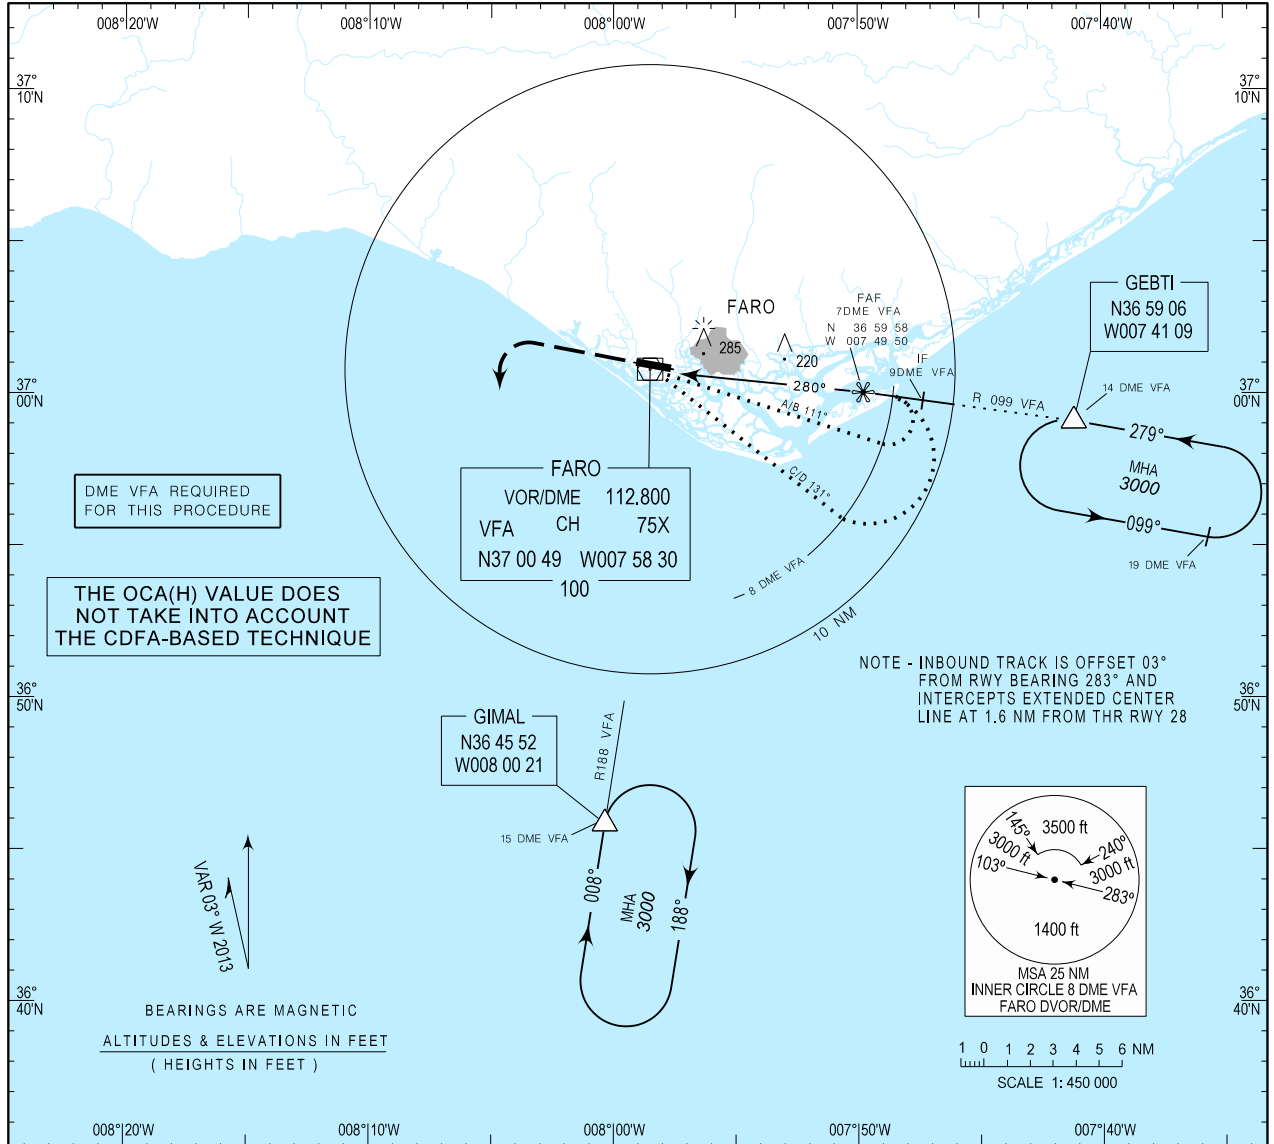 008°20'W 008°10'W 008°00'W 007°50'W 007°40'W
37°
10'N
37°
10'N
GEBTI
N36 59 06
W007 41 09
FARO
FAF
7DME VFA
N 36 59 58
W 007 49 50
285
220
IF
9DME VFA
14 DME VFA
37°
00'N
37°
00'N
280°
R 099 VFA
A/B 111°
279°
MHA
3000
099°
19 DME VFA
C/D 131°
8 DME VFA
10 NM
FARO
VOR/DME 112.800
VFA CH 75X
N37 00 49 W007 58 30
100
DME VFA REQUIRED
FOR THIS PROCEDURE
THE OCA(H) VALUE DOES
NOT TAKE INTO ACCOUNT
THE CDFA-BASED TECHNIQUE
NOTE - INBOUND TRACK IS OFFSET 03°
FROM RWY BEARING 283° AND
INTERCEPTS EXTENDED CENTER
LINE AT 1.6 NM FROM THR RWY 28
36°
50'N
36°
50'N
GIMAL
N36 45 52
W008 00 21
R188 VFA
15 DME VFA
008°
MHA
3000
188°
VAR 03° W 2013
145°
3500 ft
240°
3000 ft
3000 ft
103°
283°
1400 ft
MSA 25 NM
INNER CIRCLE 8 DME VFA
FARO DVOR/DME
36°
40'N
36°
40'N
BEARINGS ARE MAGNETIC
ALTITUDES & ELEVATIONS IN FEET
( HEIGHTS IN FEET )
1 0 1 2 3 4 5 6 NM
SCALE 1: 450 000
008°20'W 008°10'W 008°00'W 007°50'W 007°40'W